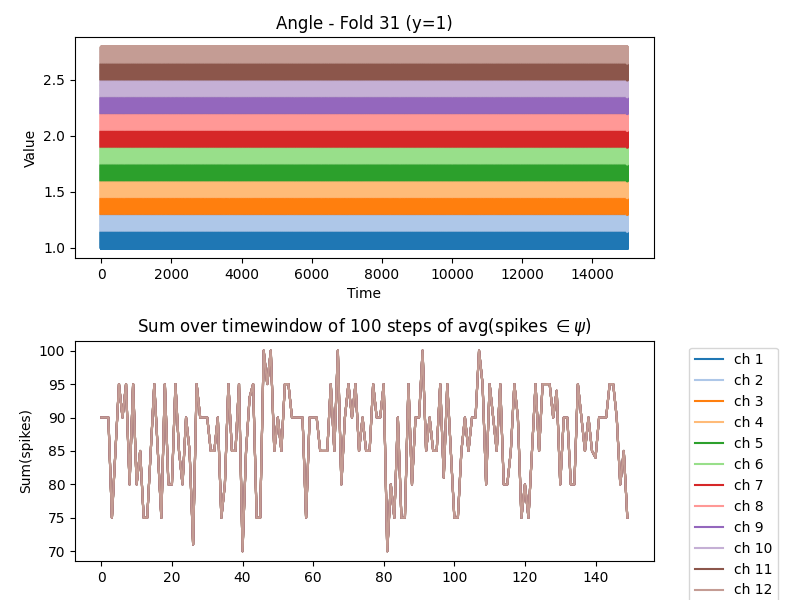 Angle - Fold 31 (y=1)
Value
2.5
2.0
1.5
1.0
0 2000 4000 6000 8000 10000 12000 14000
Time
Sum over timewindow of 100 steps of avg(spikes ∈ ψ)
Sum(spikes)
100
95
90
85
80
75
70
0 20 40 60 80 100 120 140
ch 1
ch 2
ch 3
ch 4
ch 5
ch 6
ch 7
ch 8
ch 9
ch 10
ch 11
ch 12